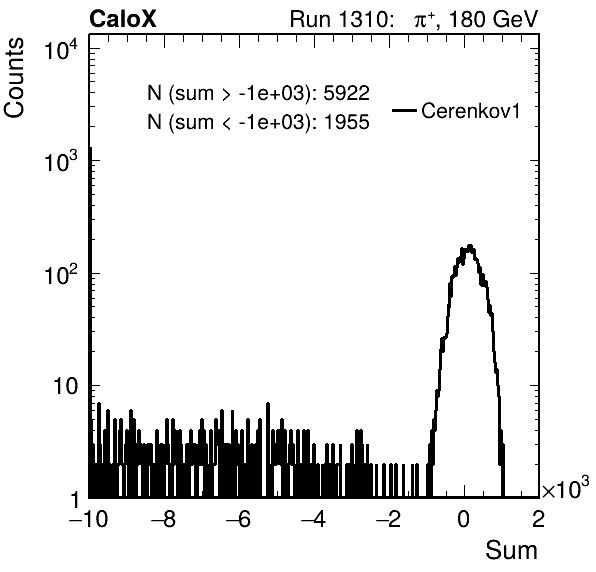 CaloX Run 1310: π⁺, 180 GeV
Counts
N (sum > -1e+03): 5922
N (sum < -1e+03): 1955
Cerenkov1
10⁴
10³
10²
10
1
−10 −8 −6 −4 −2 0 2
×10³
Sum